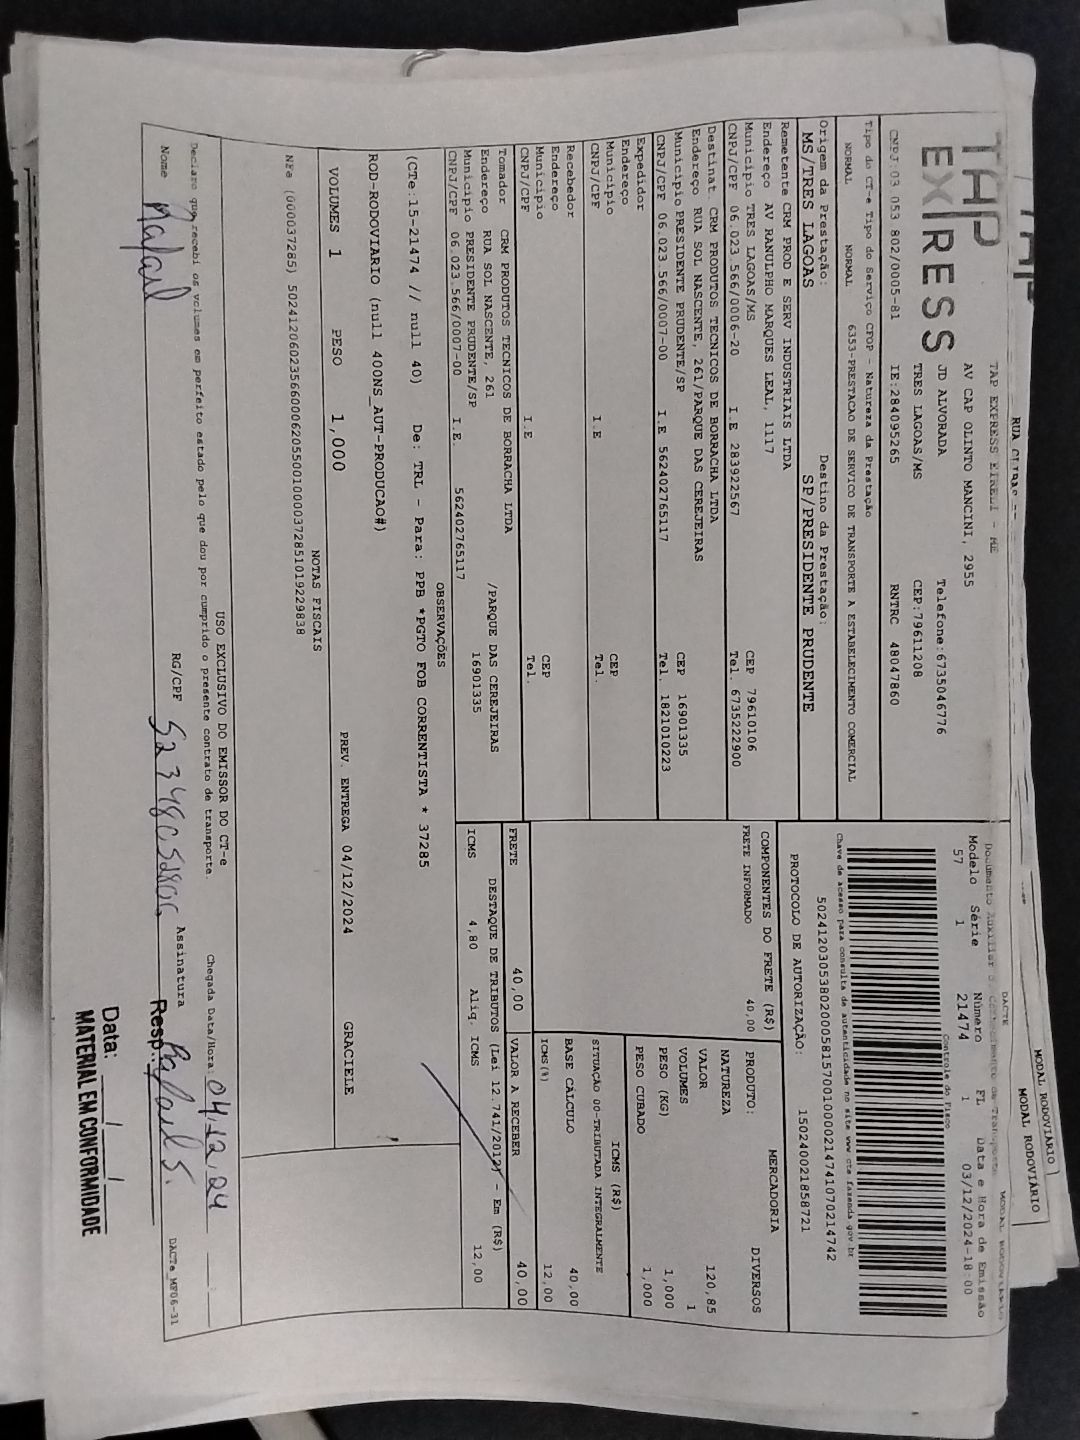 TAP
EXPRESS
TAP EXPRESS EIRELI - ME
AV CAP OLINTO MANCINI, 2955
JD ALVORADA Telefone:6735046776
TRES LAGOAS/MS CEP:79611208
CNPJ:03 053 802/0005-81 IE:284095265 RNTRC 48047860
MODAL RODOVIÁRIO
MODAL RODOVIÁRIO
DACTE
Modelo Série Número FL Data e Hora de Emissão
57 1 21474 1 03/12/2024-18:00
Controle do Fisco
Chave de acesso para consulta de autenticidade no site www cte fazenda gov br
50241203053802000581570010000214741070214742
PROTOCOLO DE AUTORIZAÇÃO: 150240021858721
Tipo do CT-e Tipo do Serviço CFOP - Natureza da Prestação
NORMAL NORMAL 6353-PRESTACAO DE SERVICO DE TRANSPORTE A ESTABELECIMENTO COMERCIAL
Origem da Prestação: Destino da Prestação:
MS/TRES LAGOAS SP/PRESIDENTE PRUDENTE
Remetente CRM PROD E SERV INDUSTRIAIS LTDA
Endereço AV RANULPHO MARQUES LEAL, 1117
Município TRES LAGOAS/MS CEP 79610106
CNPJ/CPF 06.023.566/0006-20 I.E 283922567 Tel. 6735222900
Destinat. CRM PRODUTOS TECNICOS DE BORRACHA LTDA
Endereço RUA SOL NASCENTE, 261/PARQUE DAS CEREJEIRAS
Município PRESIDENTE PRUDENTE/SP CEP 16901335
CNPJ/CPF 06.023.566/0007-00 I.E 562402765117 Tel. 1821010223
Expedidor
Endereço
Município CEP
CNPJ/CPF I.E Tel.
Recebedor
Endereço
Município CEP
CNPJ/CPF I.E Tel.
Tomador CRM PRODUTOS TECNICOS DE BORRACHA LTDA
Endereço RUA SOL NASCENTE, 261 /PARQUE DAS CEREJEIRAS
Município PRESIDENTE PRUDENTE/SP 16901335
CNPJ/CPF 06.023.566/0007-00 I.E. 562402765117
COMPONENTES DO FRETE (R$)
FRETE INFORMADO 40,00
MERCADORIA
PRODUTO: DIVERSOS
NATUREZA
VALOR 120,85
VOLUMES 1
PESO (KG) 1,000
PESO CUBADO 1,000
ICMS (R$)
SITUAÇÃO 00-TRIBUTADA INTEGRALMENTE
BASE CÁLCULO 40,00
ICMS(%) 12,00
FRETE 40,00 VALOR A RECEBER 40,00
DESTAQUE DE TRIBUTOS (Lei 12.741/2012) - Em (R$)
ICMS 4,80 Aliq. ICMS 12,00
OBSERVAÇÕES
(CTe:15-21474 // null 40) De: TRL - Para: PPB *PGTO FOB CORRENTISTA * 37285
ROD-RODOVIARIO (null 400NS_AUT-PRODUCAO#)
VOLUMES 1 PESO 1,000 PREV. ENTREGA 04/12/2024 GRACIELE
NOTAS FISCAIS
NFe (000037285) 50241206023566000620550010000372851019229838
USO EXCLUSIVO DO EMISSOR DO CT-e
Declaro que recebi os volumes em perfeito estado pelo que dou por cumprido o presente contrato de transporte. Chegada Data/Hora: 04.12.24
Nome Rafael RG/CPF Assinatura Rafael S.
DACTe_MF06-31
Resp.:
Data: / /
MATERIAL EM CONFORMIDADE